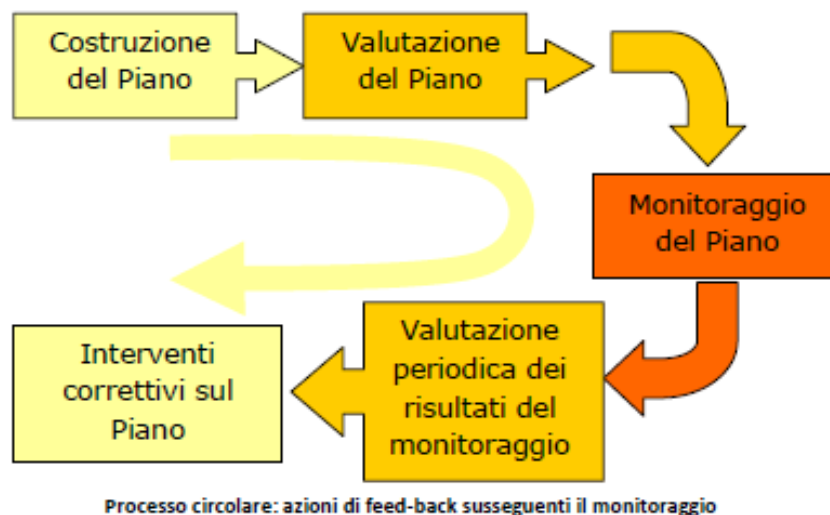 Costruzione
del Piano
Valutazione
del Piano
Monitoraggio
del Piano
Valutazione
periodica dei
risultati del
monitoraggio
Interventi
correttivi sul
Piano
Processo circolare: azioni di feed-back susseguenti il monitoraggio